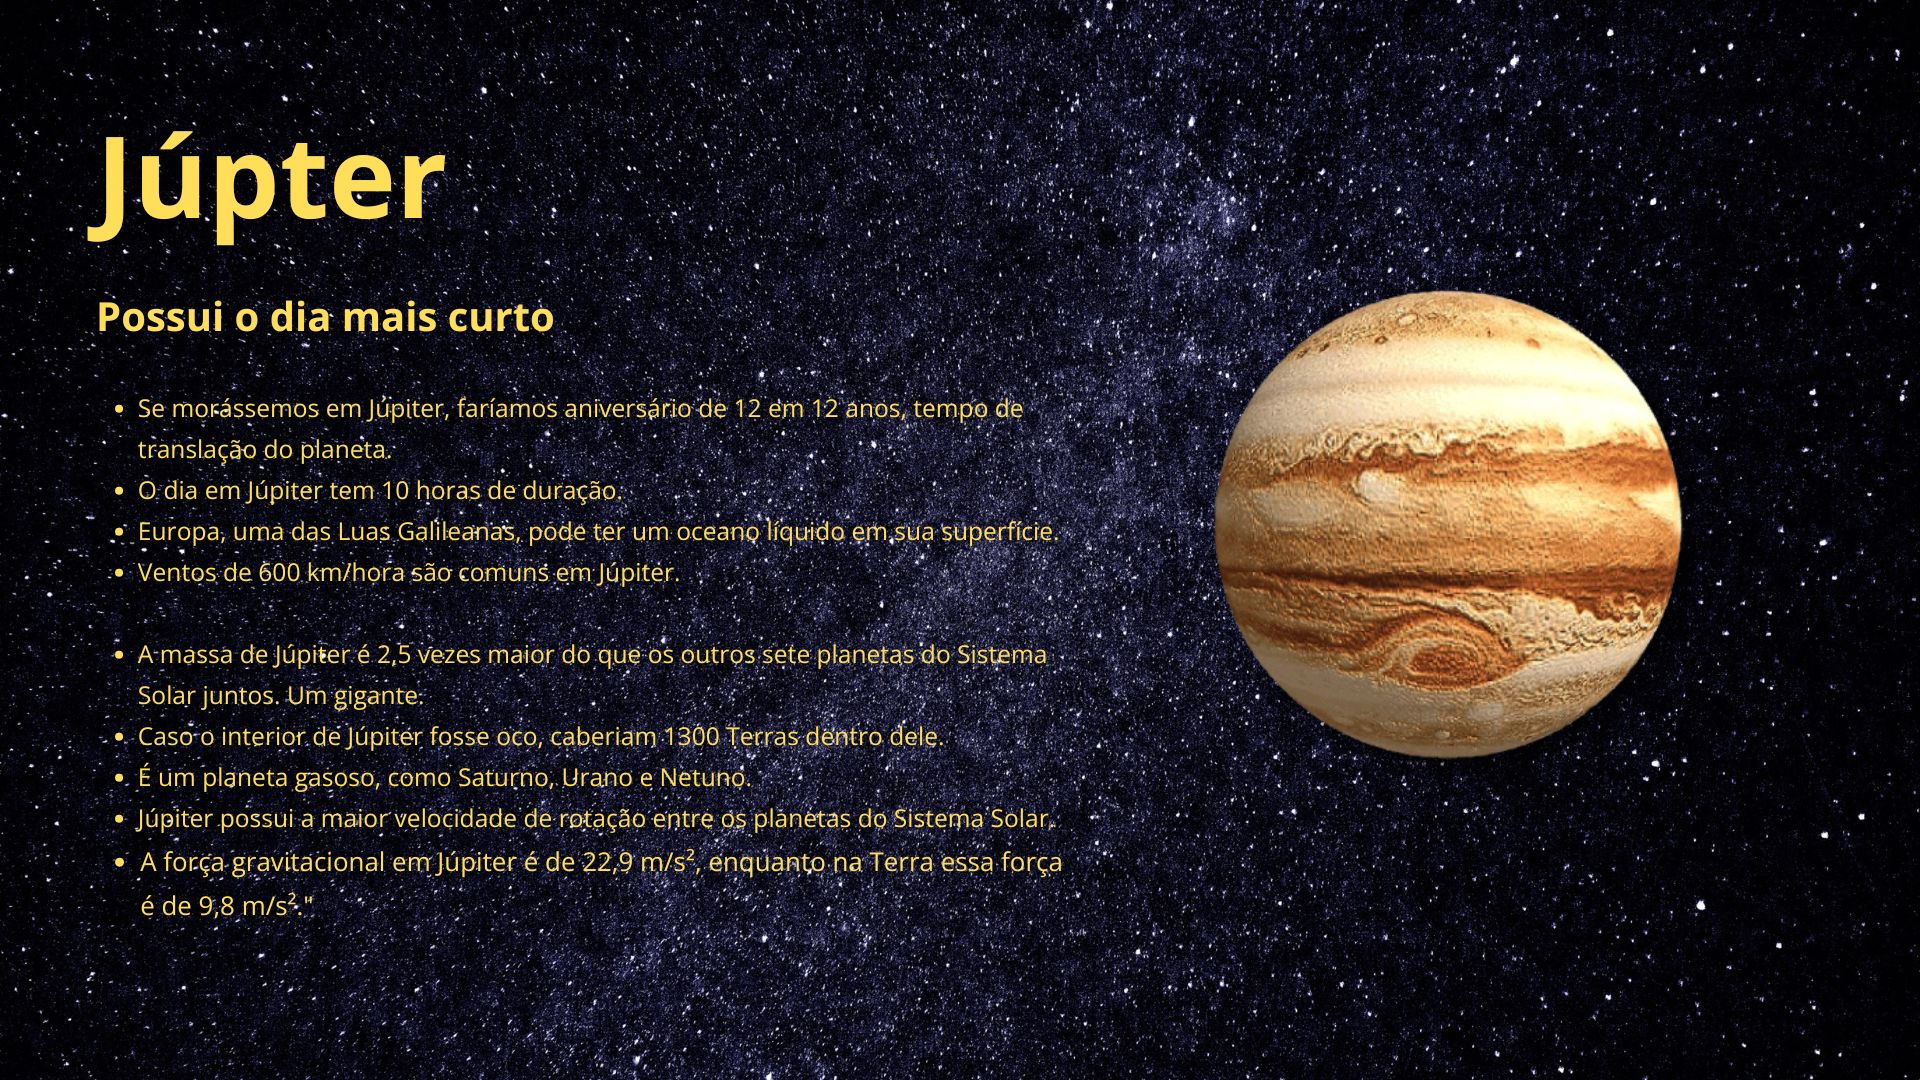 Júpter
Possui o dia mais curto
• Se morássemos em Júpiter, faríamos aniversário de 12 em 12 anos, tempo de
translação do planeta.
• O dia em Júpiter tem 10 horas de duração.
• Europa, uma das Luas Galileanas, pode ter um oceano líquido em sua superfície.
• Ventos de 600 km/hora são comuns em Júpiter.
• A massa de Júpiter é 2,5 vezes maior do que os outros sete planetas do Sistema
Solar juntos. Um gigante.
• Caso o interior de Júpiter fosse oco, caberiam 1300 Terras dentro dele.
• É um planeta gasoso, como Saturno, Urano e Netuno.
• Júpiter possui a maior velocidade de rotação entre os planetas do Sistema Solar.
• A força gravitacional em Júpiter é de 22,9 m/s², enquanto na Terra essa força
é de 9,8 m/s²."